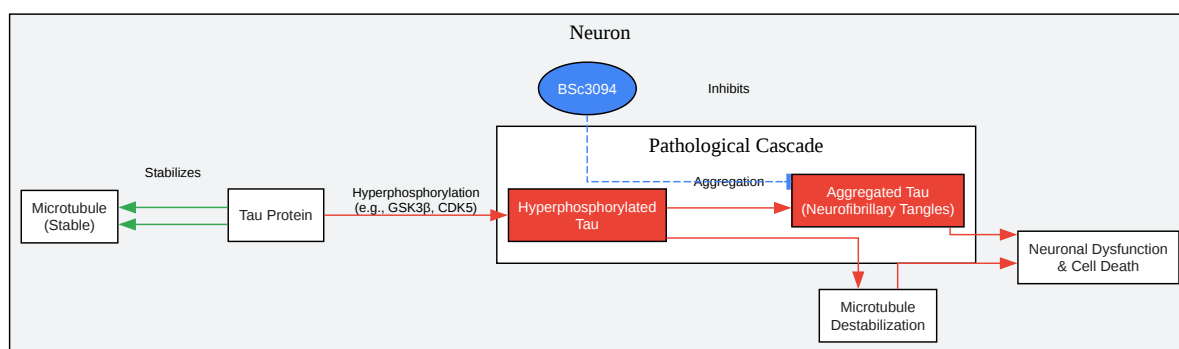 Neuron
BSc3094
Inhibits
Pathological Cascade
Stabilizes
Aggregation
Hyperphosphorylation
(e.g., GSK3β, CDK5)
Microtubule
(Stable)
Tau Protein
Hyperphosphorylated
Tau
Aggregated Tau
(Neurofibrillary Tangles)
Neuronal Dysfunction
& Cell Death
Microtubule
Destabilization